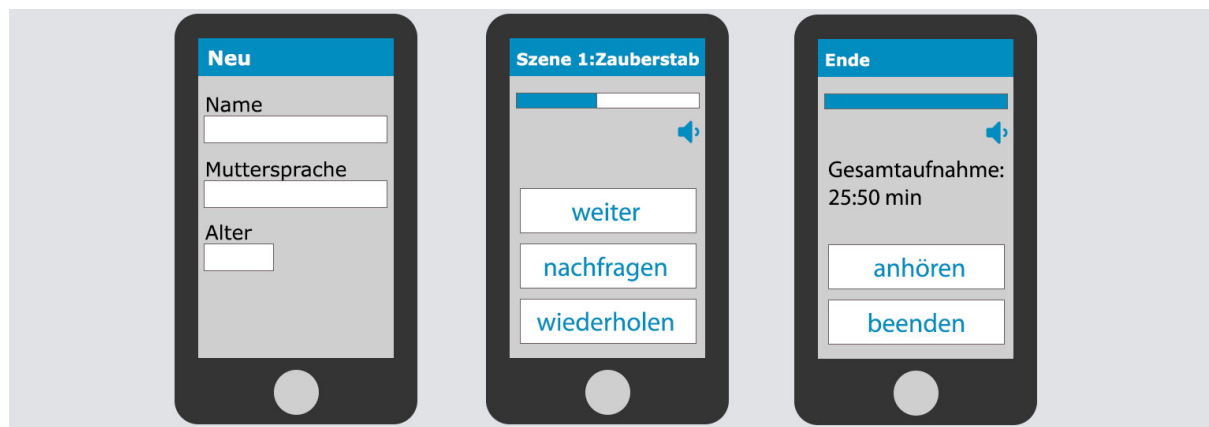 Neu
Name
Muttersprache
Alter
Szene 1:Zauberstab
weiter
nachfragen
wiederholen
Ende
Gesamtaufnahme:
25:50 min
anhören
beenden